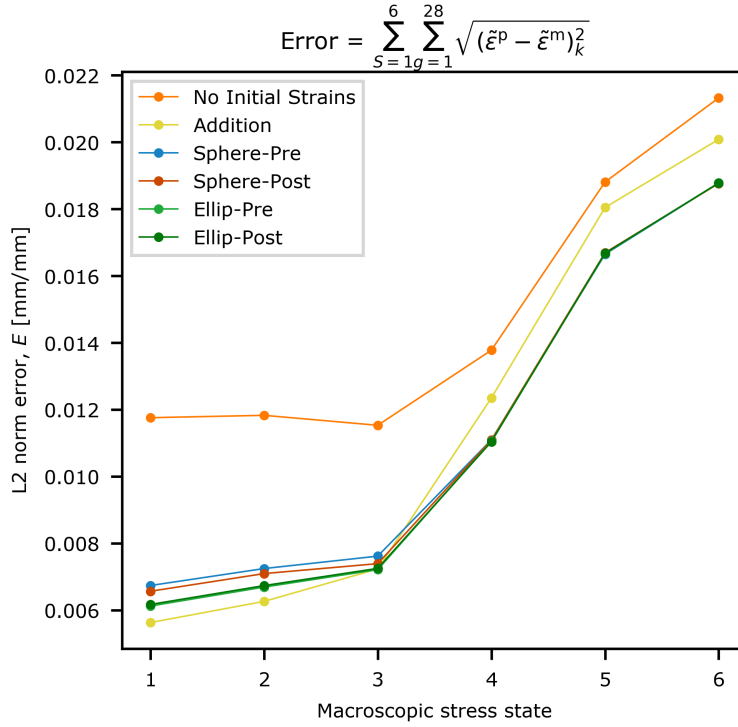 Error = $\sum_{S=1}^{6}\sum_{g=1}^{28}\sqrt{(\tilde{\varepsilon}^{\mathrm{p}} - \tilde{\varepsilon}^{\mathrm{m}})_k^2}$
0.022
0.020
0.018
0.016
0.014
0.012
0.010
0.008
0.006
L2 norm error, E [mm/mm]
No Initial Strains
Addition
Sphere-Pre
Sphere-Post
Ellip-Pre
Ellip-Post
1 2 3 4 5 6
Macroscopic stress state